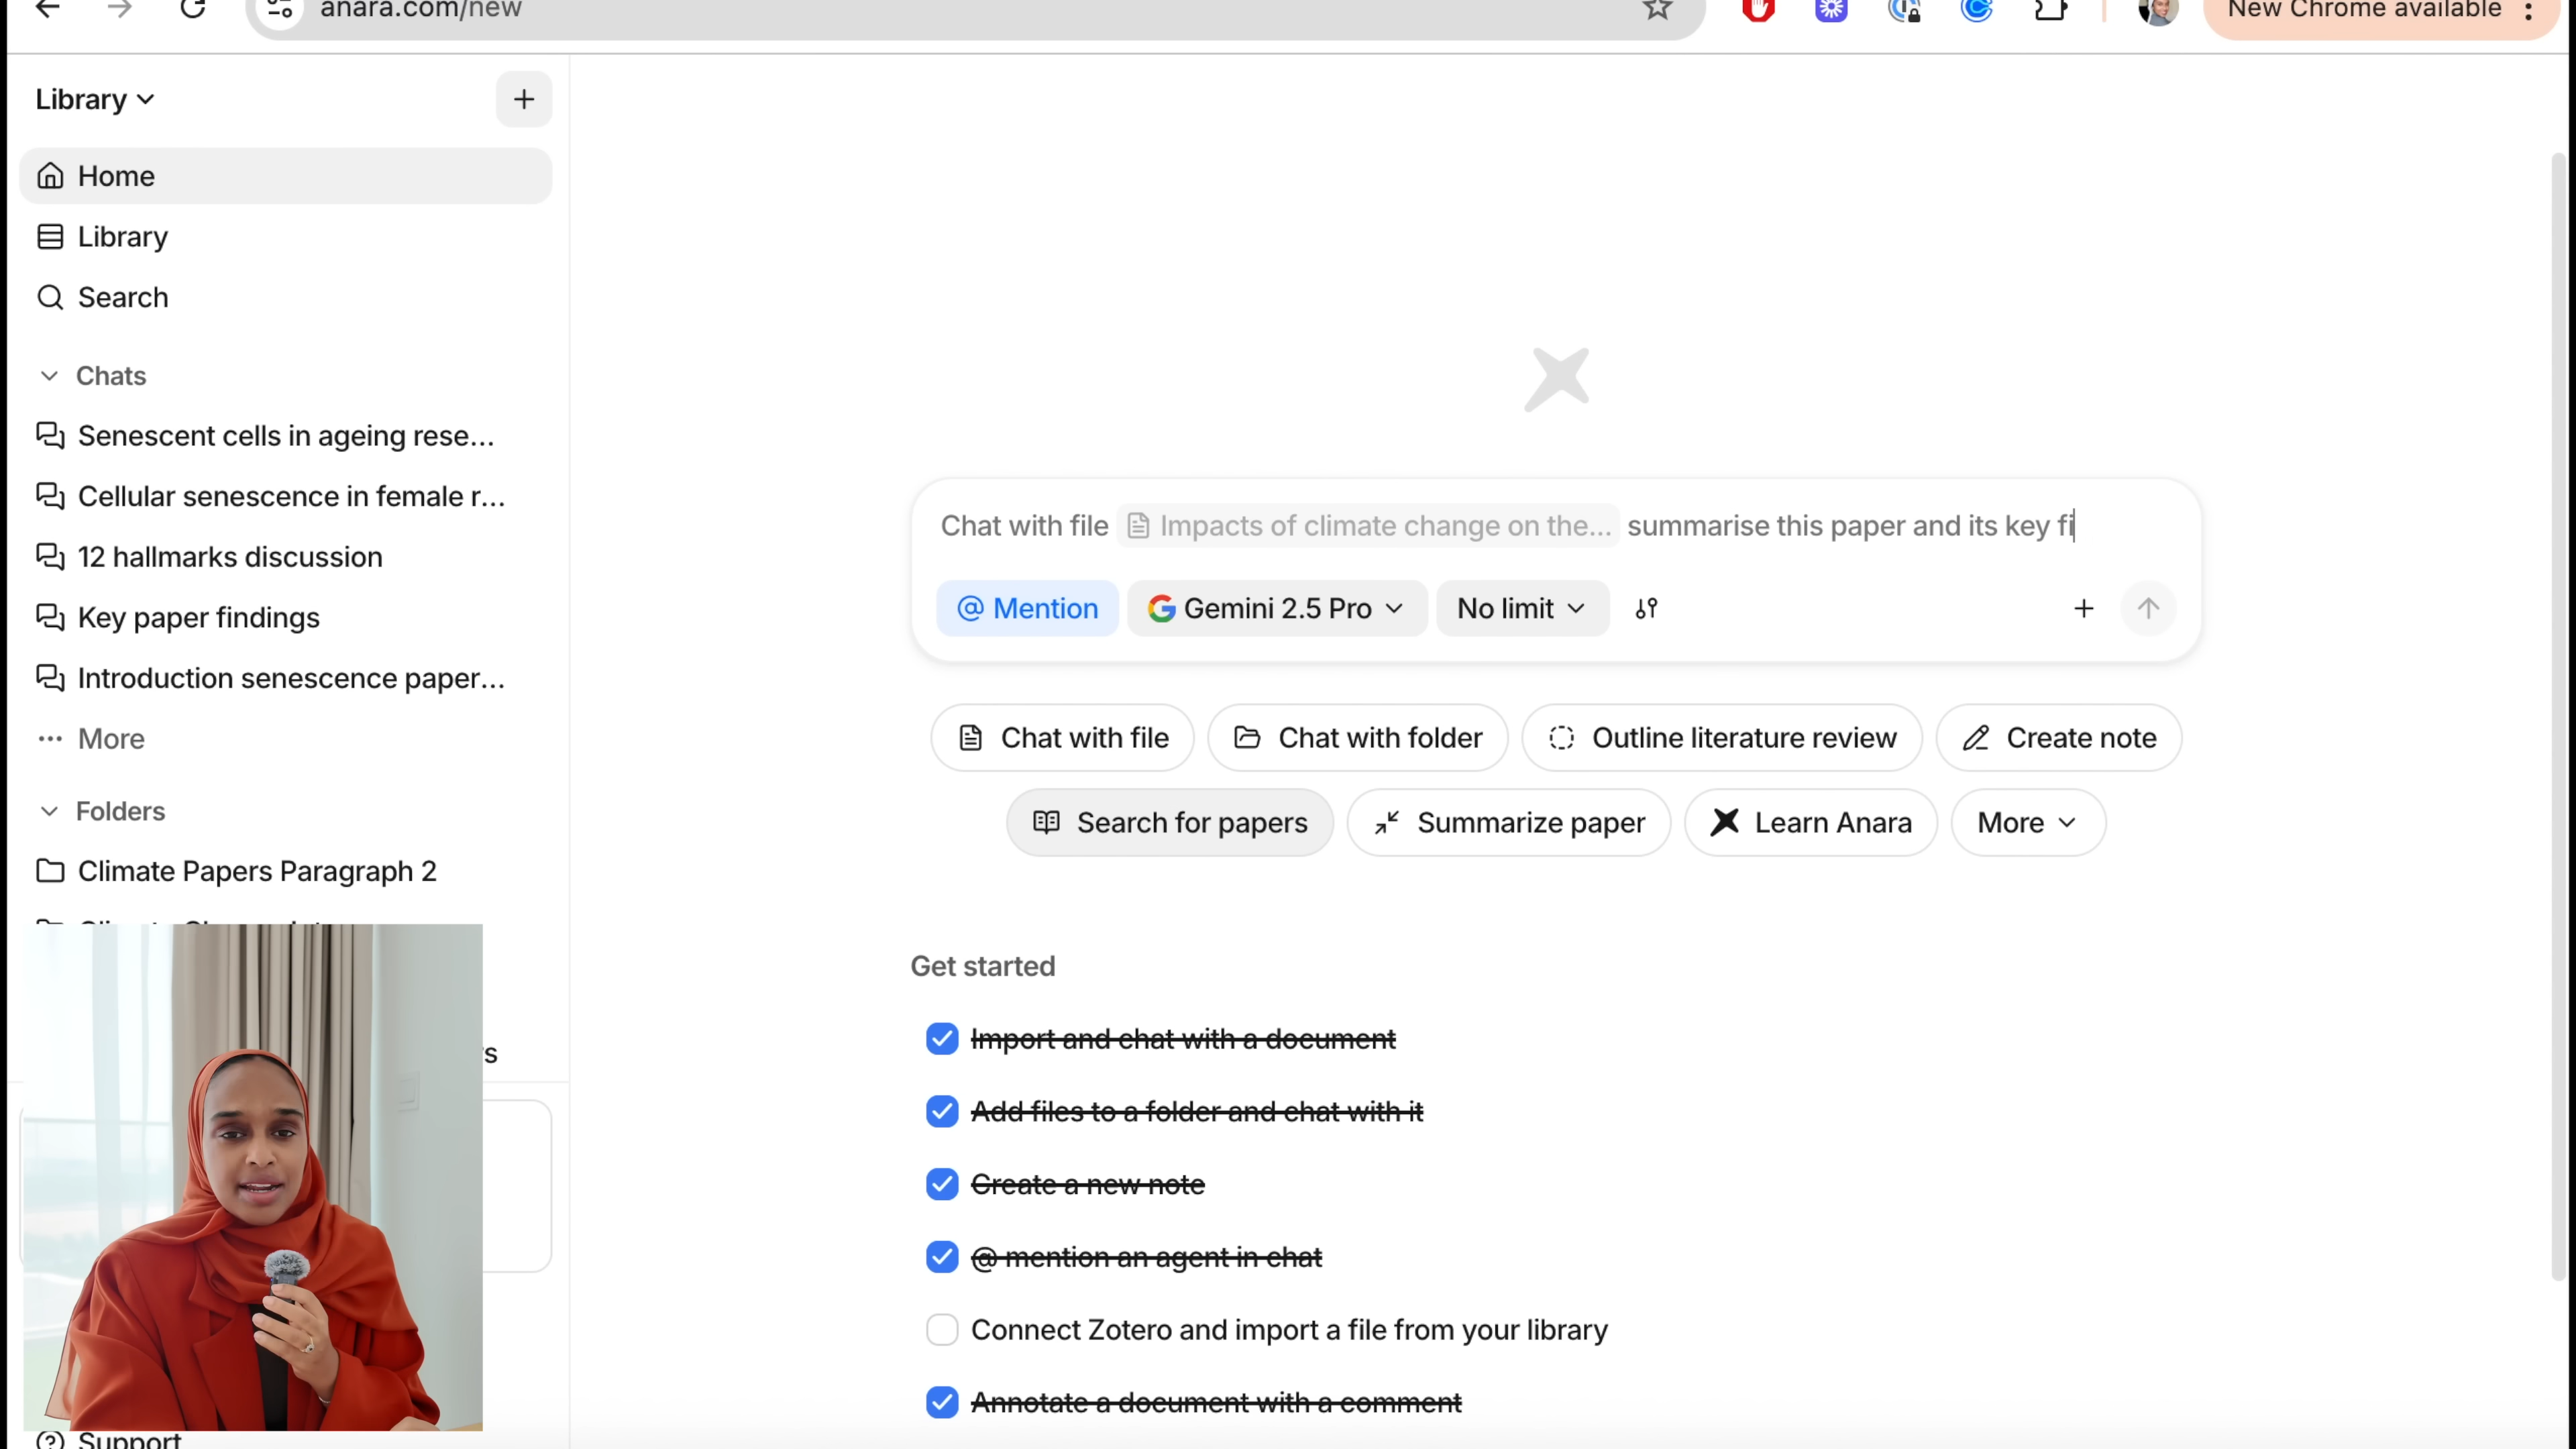 anara.com/new
New Chrome available
Library
Home
Library
Search
Chats
Senescent cells in ageing rese...
Cellular senescence in female r...
12 hallmarks discussion
Key paper findings
Introduction senescence paper...
More
Folders
Climate Papers Paragraph 2
s
Support
Chat with file Impacts of climate change on the... summarise this paper and its key fi
@ Mention Gemini 2.5 Pro No limit
Chat with file Chat with folder Outline literature review Create note
Search for papers Summarize paper Learn Anara More
Get started
Import and chat with a document
Add files to a folder and chat with it
Create a new note
@ mention an agent in chat
Connect Zotero and import a file from your library
Annotate a document with a comment